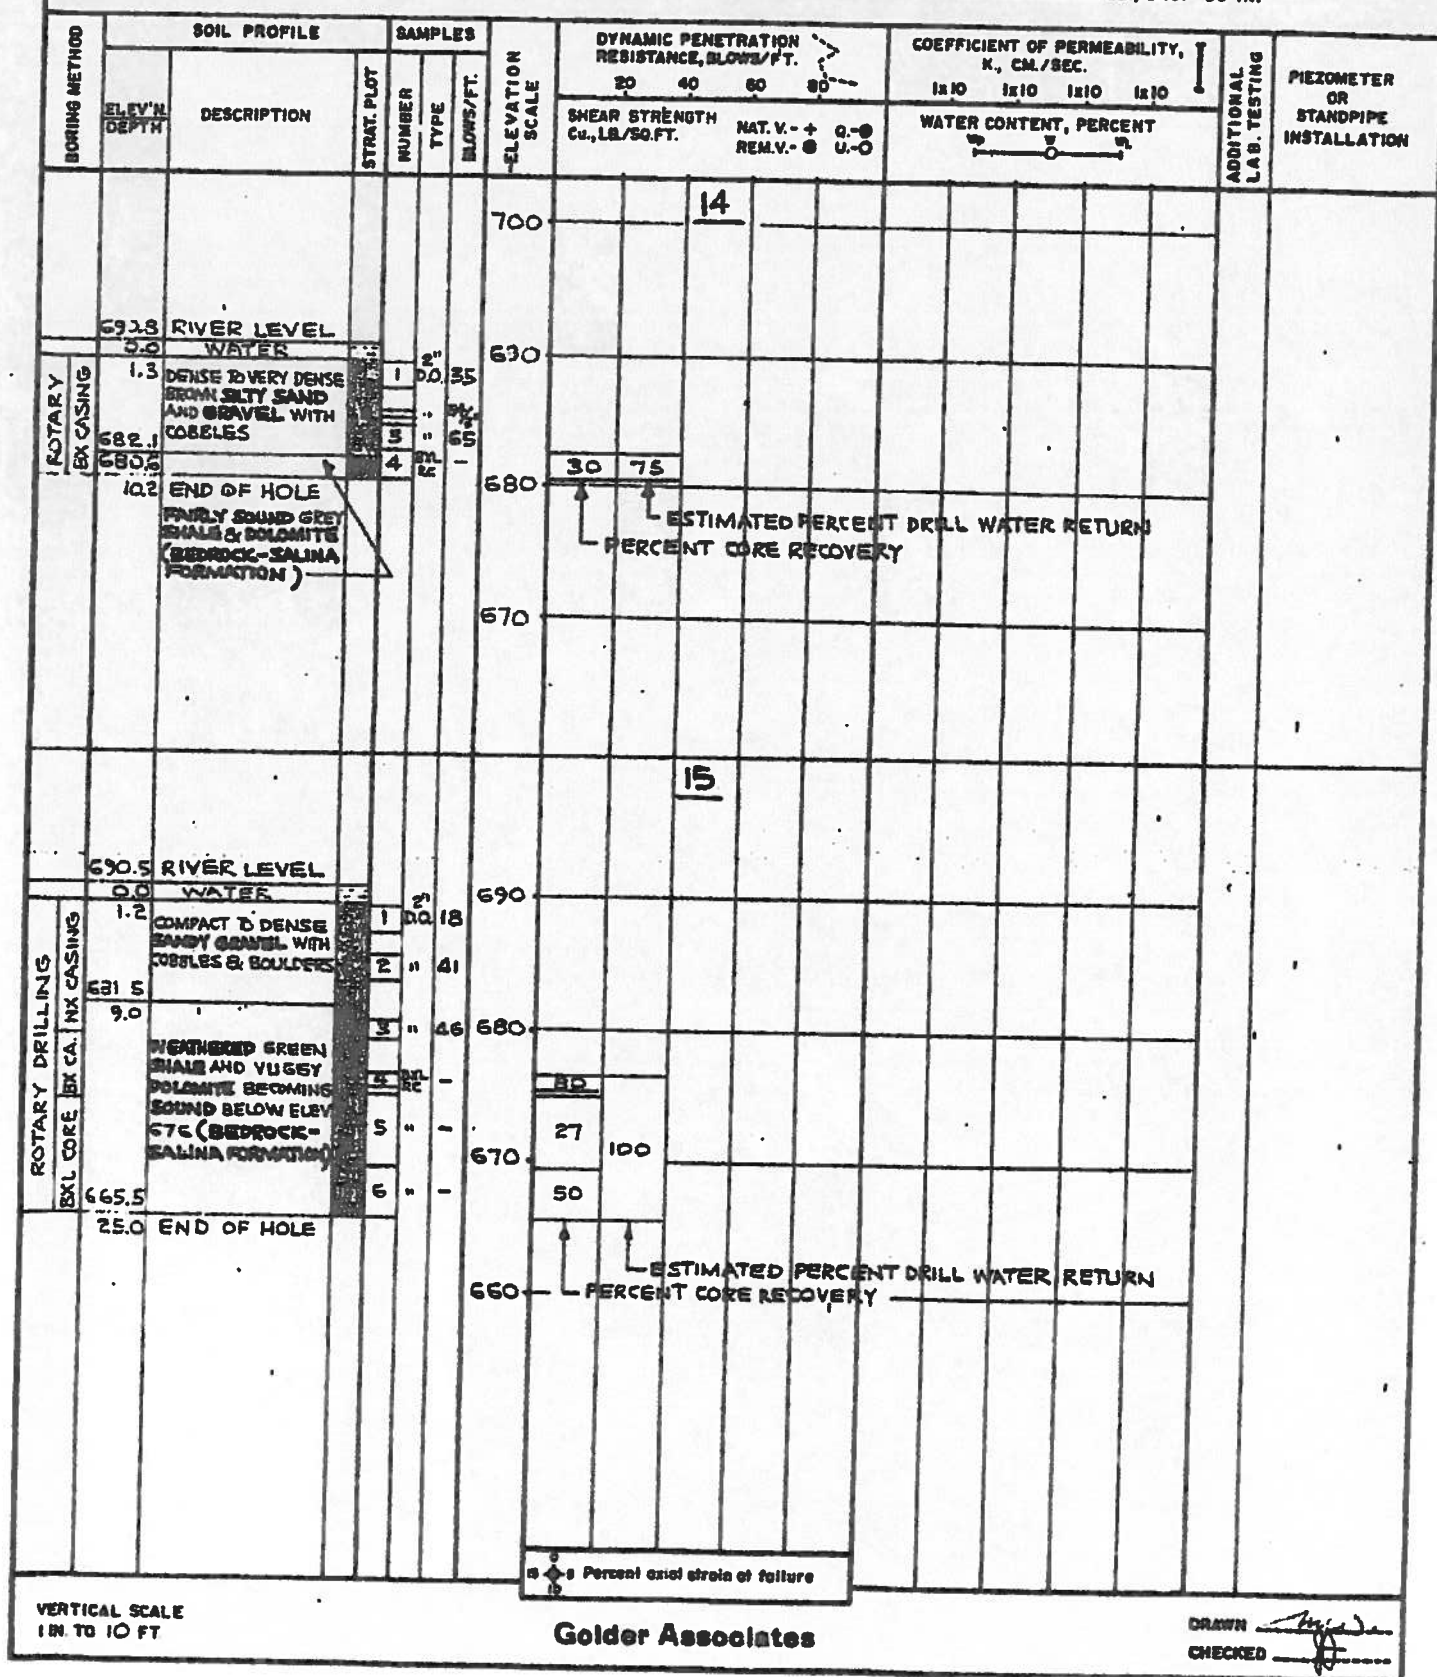 BORING METHOD
SOIL PROFILE
ELEV'N
DEPTH
DESCRIPTION
STRAT. PLOT
SAMPLES
NUMBER
TYPE
BLOWS/FT.
ELEVATION SCALE
DYNAMIC PENETRATION
RESISTANCE, BLOWS/FT.
20 40 60 80
SHEAR STRENGTH
Cu., LB./SQ.FT.
NAT. V. - + Q. - ●
REM.V. - ● U. - O
COEFFICIENT OF PERMEABILITY,
K., CM./SEC.
1x10 1x10 1x10 1x10
WATER CONTENT, PERCENT
Wp W WL
ADDITIONAL
LAB. TESTING
PIEZOMETER
OR
STANDPIPE
INSTALLATION
14
700
RIVER LEVEL
0.0 WATER
690
ROTARY
BX CASING
1.3 DENSE TO VERY DENSE
BROWN SILTY SAND
AND GRAVEL WITH
COBBLES
1 2" D.O. 35
"
3 " 65
4 BXL RC -
682.1
680
30 75
10.2 END OF HOLE
FAIRLY SOUND GREY
SHALE & DOLOMITE
(BEDROCK-SALINA
FORMATION)
ESTIMATED PERCENT DRILL WATER RETURN
PERCENT CORE RECOVERY
670
15
690.5 RIVER LEVEL
0.0 WATER
690
ROTARY DRILLING
BXL CORE
BX CA.
NX CASING
1.2 COMPACT TO DENSE
SANDY GRAVEL WITH
COBBLES & BOULDERS
1 2" D.O. 18
2 " 41
681.5
9.0
3 " 46
680
WEATHERED GREEN
SHALE AND VUGGY
DOLOMITE BECOMING
SOUND BELOW ELEV
676 (BEDROCK-
SALINA FORMATION)
4 BXL RC -
80
5 " -
27 100
670
6 " -
50
665.5
25.0 END OF HOLE
ESTIMATED PERCENT DRILL WATER RETURN
660
PERCENT CORE RECOVERY
Percent axial strain at failure
VERTICAL SCALE
1 IN. TO 10 FT
Golder Associates
DRAWN
CHECKED